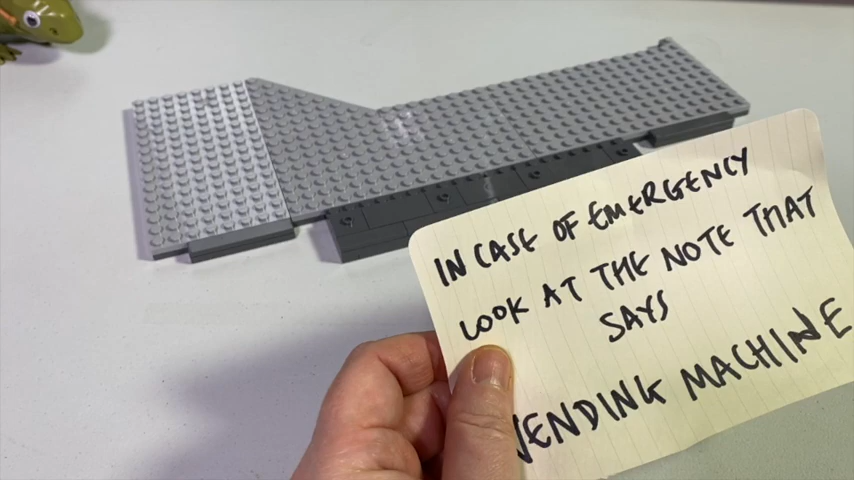 IN CASE OF EMERGENCY
LOOK AT THE NOTE THAT
SAYS
VENDING MACHINE